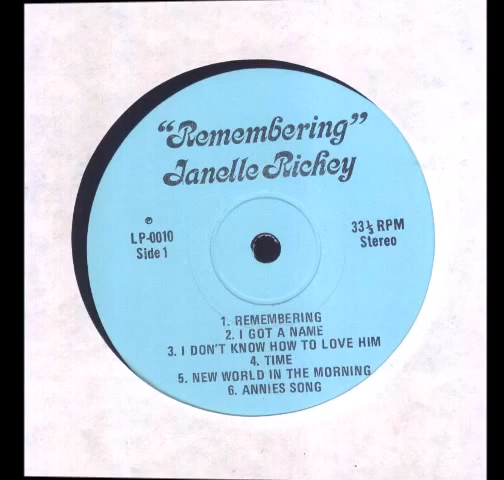 “Remembering”
Janelle Richey
℗
LP-0010
Side 1
33⅓ RPM
Stereo
1. REMEMBERING
2. I GOT A NAME
3. I DON'T KNOW HOW TO LOVE HIM
4. TIME
5. NEW WORLD IN THE MORNING
6. ANNIES SONG